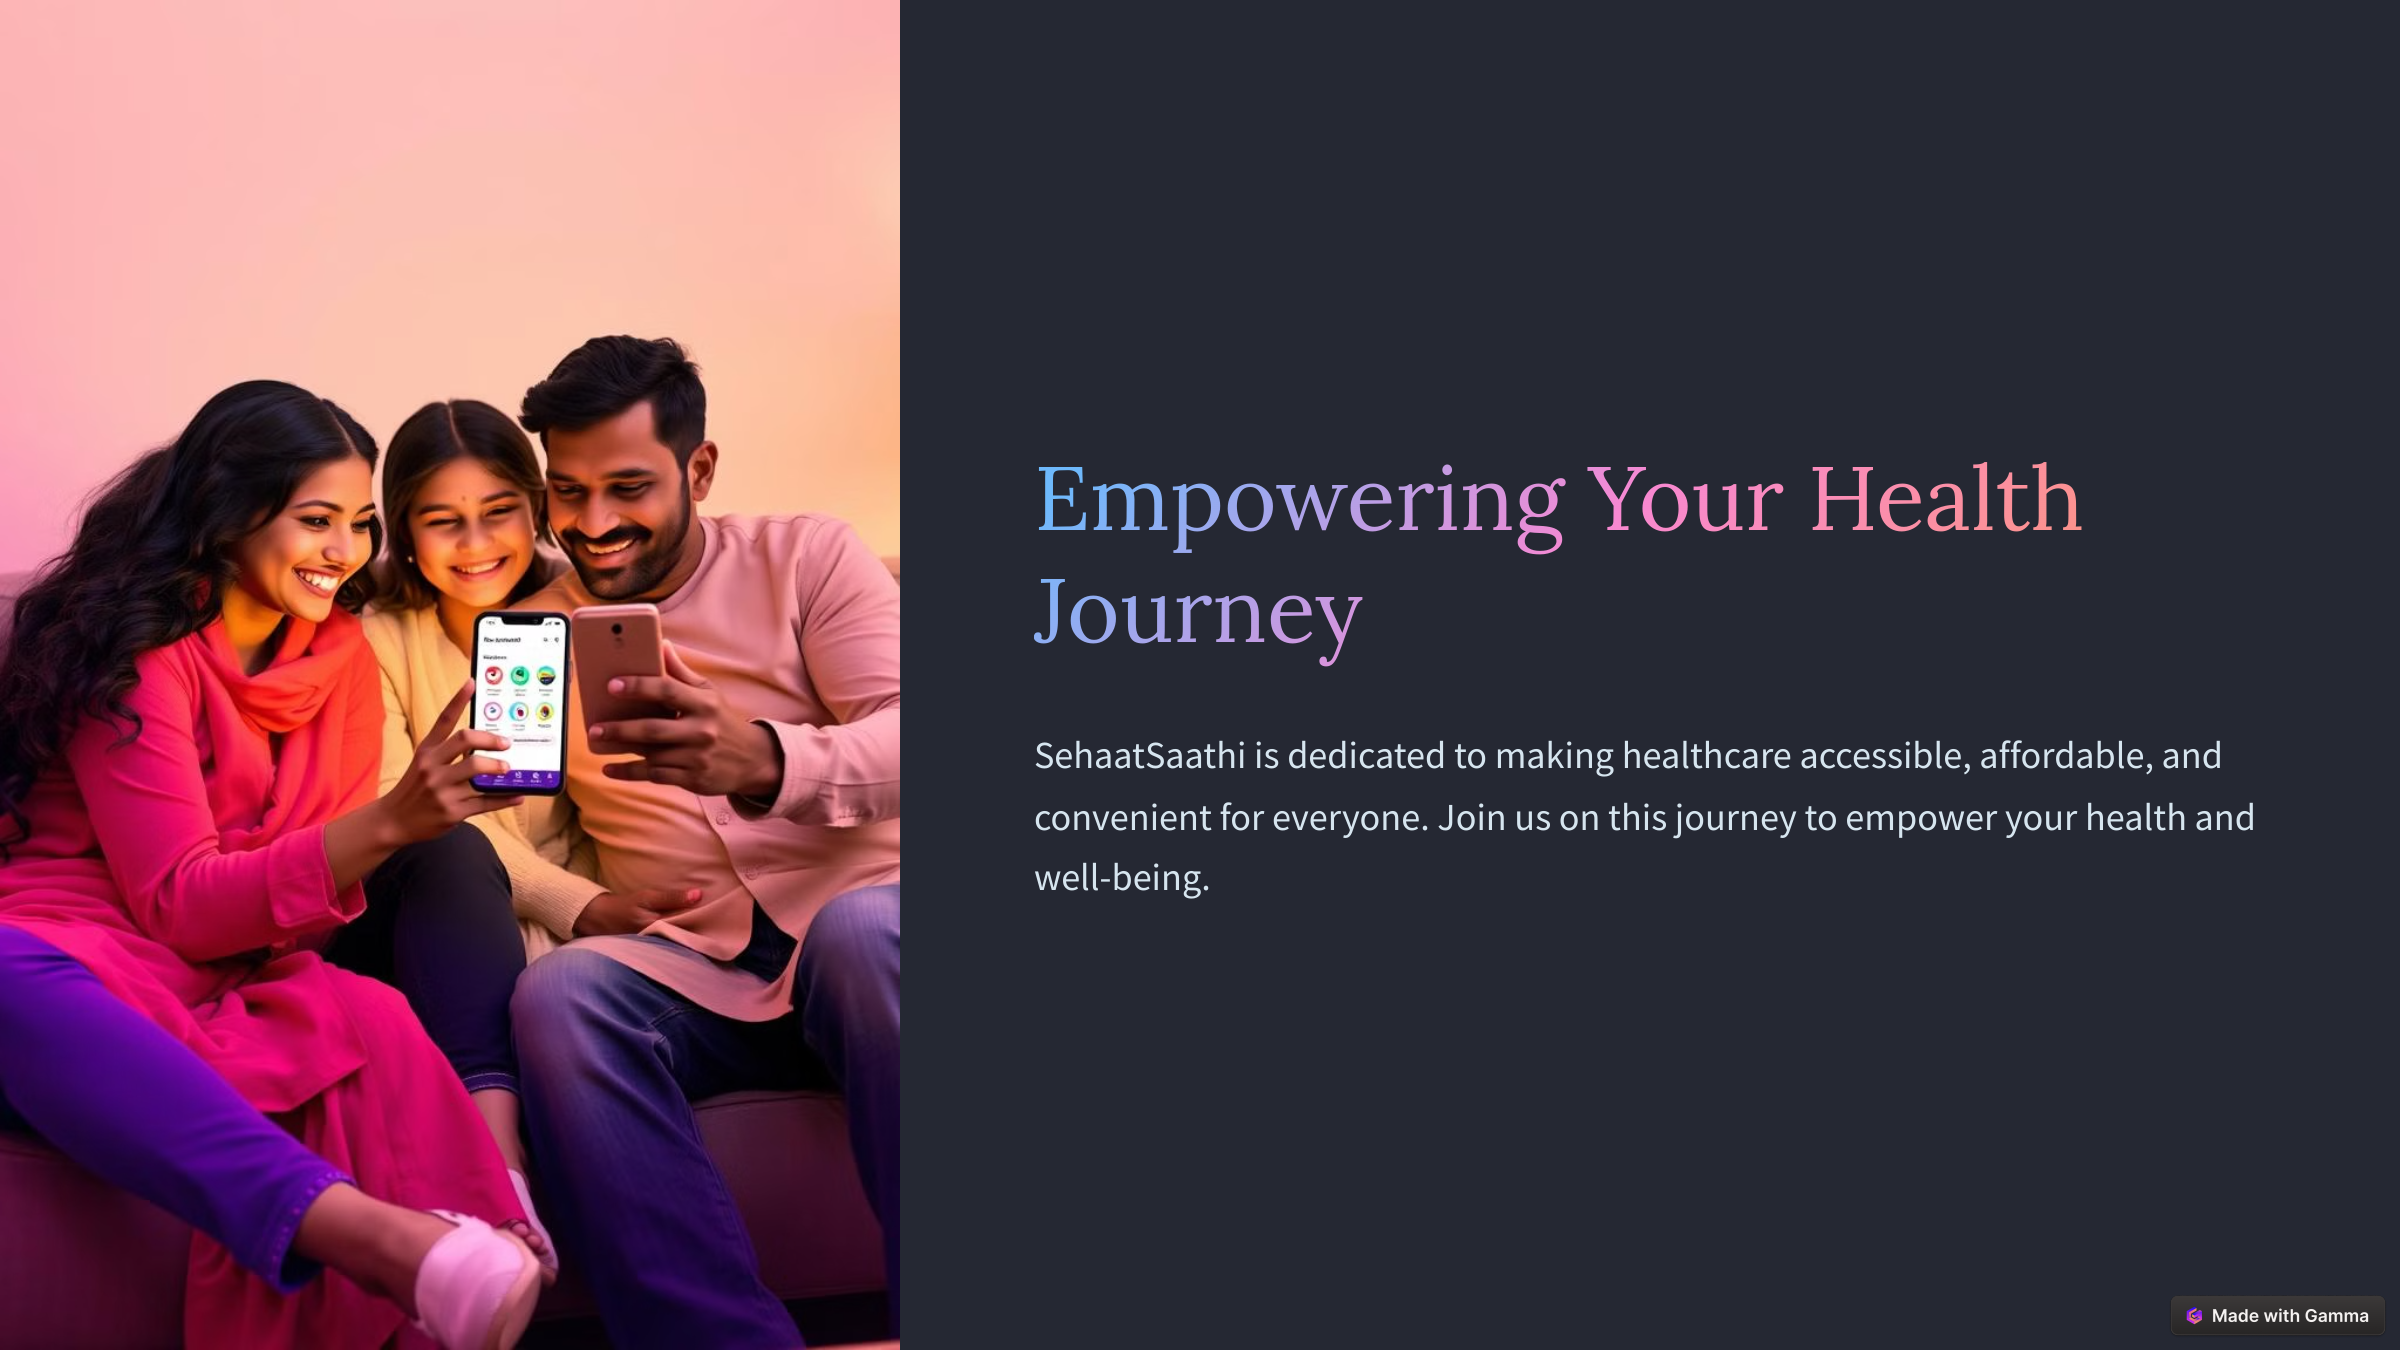 Empowering Your Health
Journey
SehaatSaathi is dedicated to making healthcare accessible, affordable, and
convenient for everyone. Join us on this journey to empower your health and
well-being.
Made with Gamma